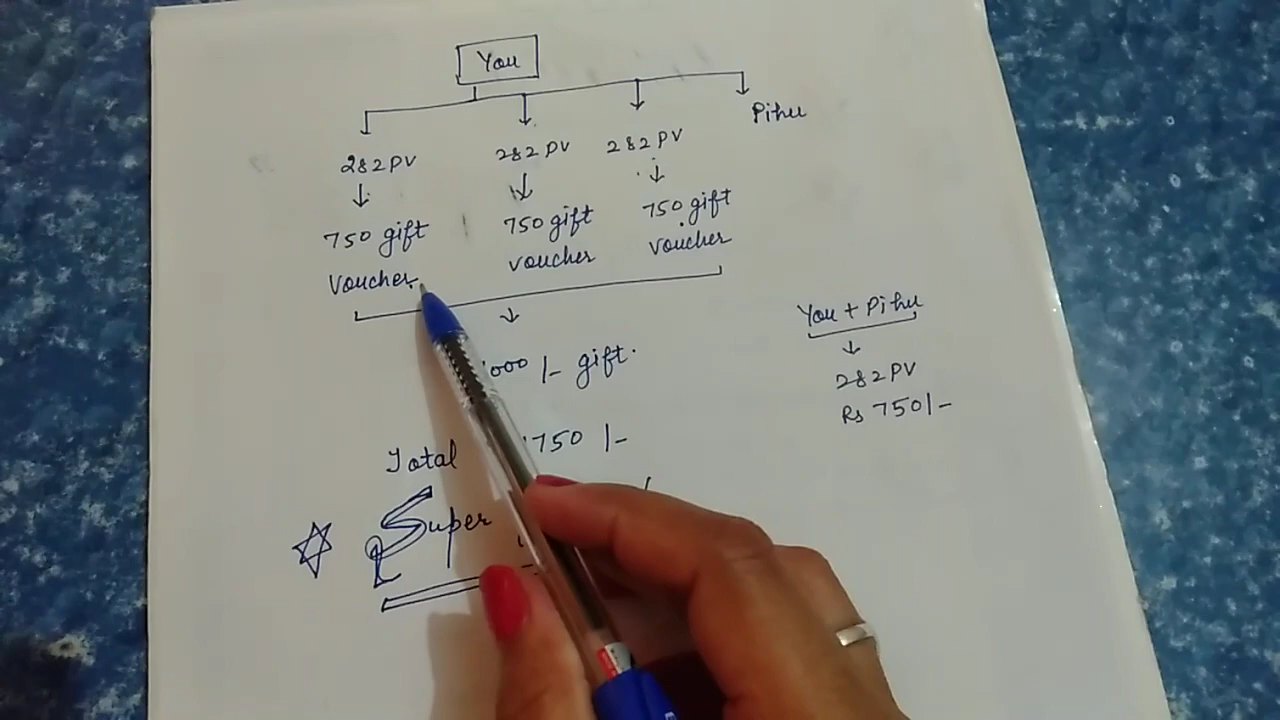 You
282 PV 282 PV 282 PV Pihu
750 gift 750 gift 750 gift
Voucher voucher voucher
You + Pihu
000 /- gift.
282 PV
Rs 750/-
Total 750 /-
Super